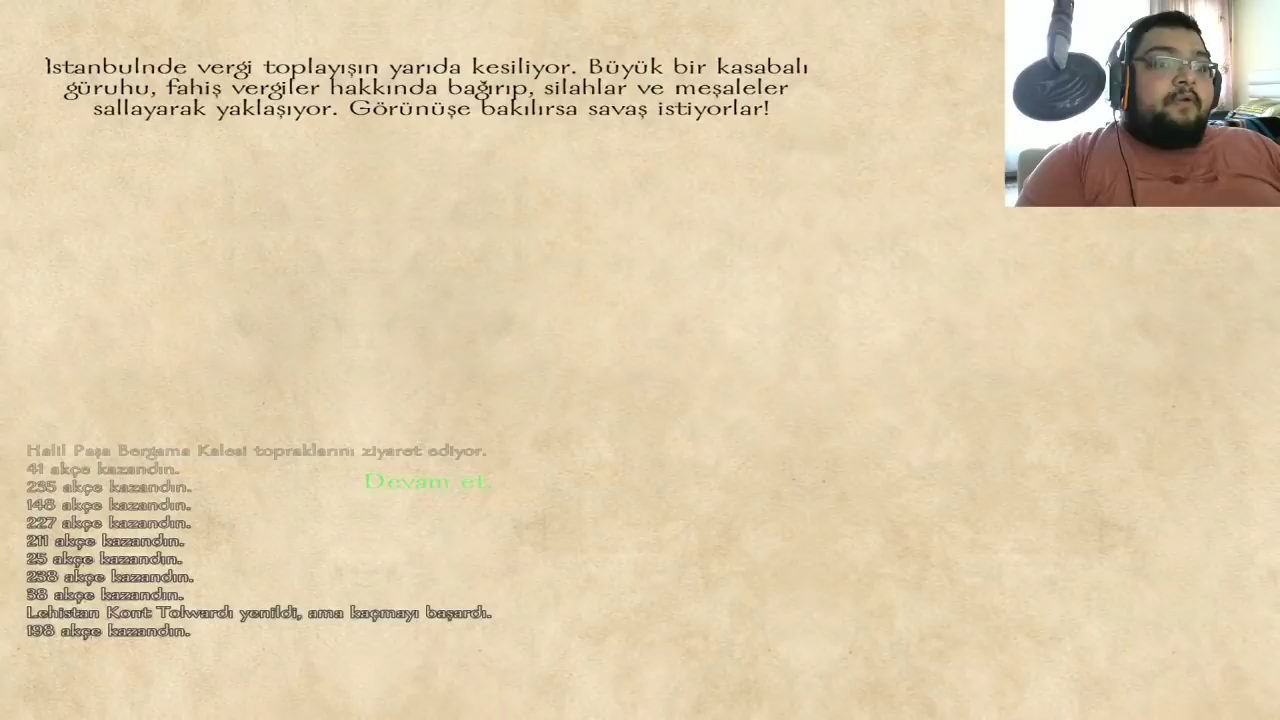 Istanbulnde vergi toplayışın yarıda kesiliyor. Büyük bir kasabalı
güruhu, fahiş vergiler hakkında bağırıp, silahlar ve meşaleler
sallayarak yaklaşıyor. Görünüşe bakılırsa savaş istiyorlar!
Halil Paşa Bergama Kalesi topraklarını ziyaret ediyor.
41 akçe kazandın.
235 akçe kazandın.
Devam et.
148 akçe kazandın.
227 akçe kazandın.
211 akçe kazandın.
25 akçe kazandın.
238 akçe kazandın.
38 akçe kazandın.
Lehistan Kont Tolwardı yenildi, ama kaçmayı başardı.
198 akçe kazandın.